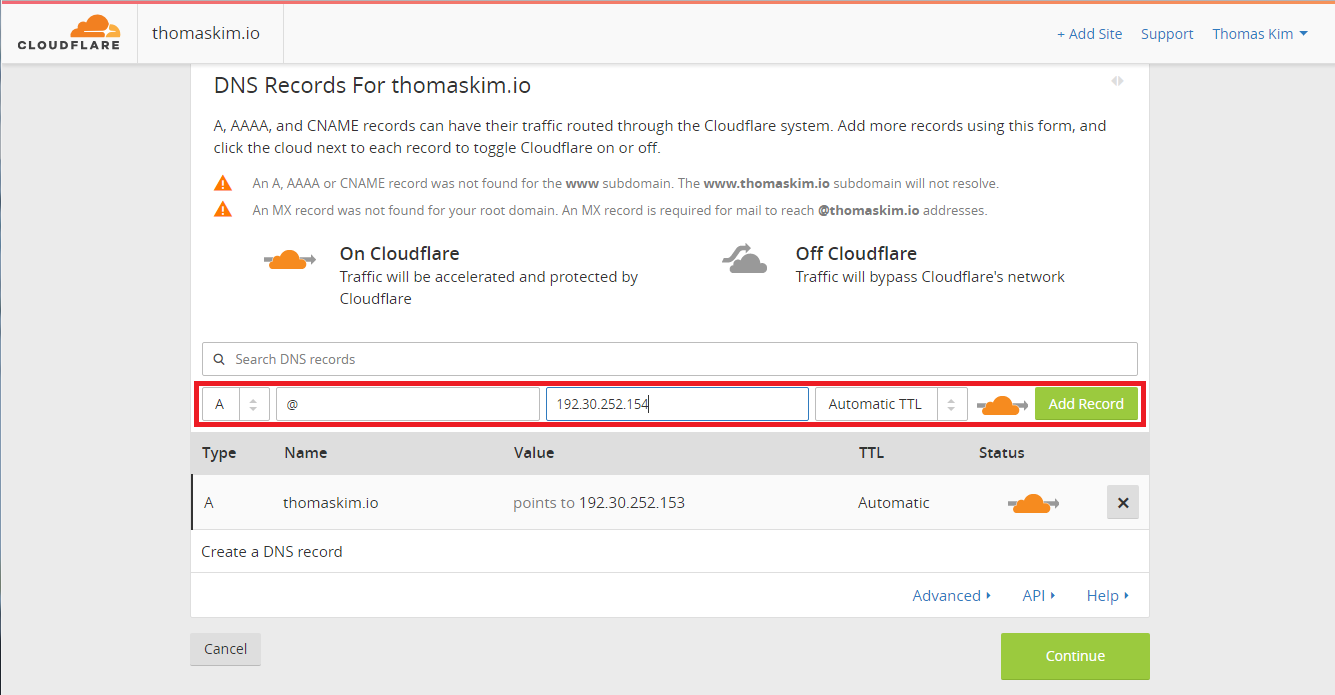 CLOUDFLARE
thomaskim.io
+ Add Site Support Thomas Kim
DNS Records For thomaskim.io
A, AAAA, and CNAME records can have their traffic routed through the Cloudflare system. Add more records using this form, and
click the cloud next to each record to toggle Cloudflare on or off.
An A, AAAA or CNAME record was not found for the www subdomain. The www.thomaskim.io subdomain will not resolve.
An MX record was not found for your root domain. An MX record is required for mail to reach @thomaskim.io addresses.
On Cloudflare
Traffic will be accelerated and protected by
Cloudflare
Off Cloudflare
Traffic will bypass Cloudflare's network
Search DNS records
A @ 192.30.252.154 Automatic TTL Add Record
Type Name Value TTL Status
A thomaskim.io points to 192.30.252.153 Automatic
Create a DNS record
Advanced API Help
Cancel Continue